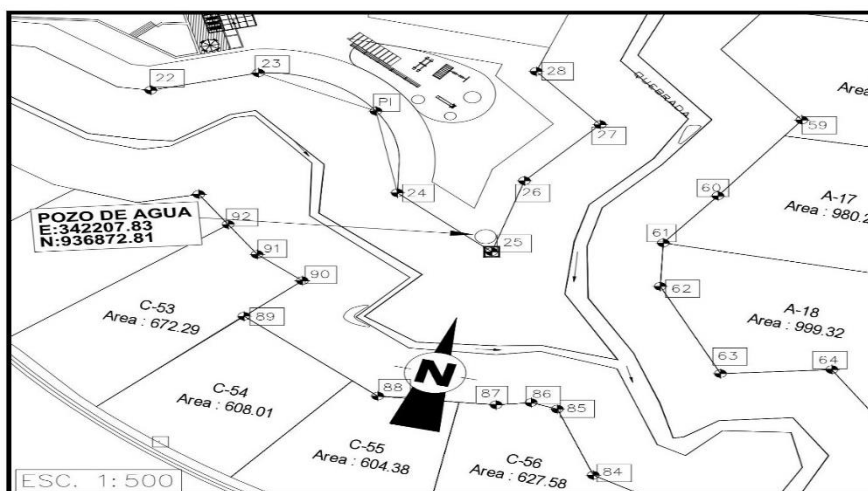 28
23
22
QUEBRADA
Area
PI
59
27
26
60
24
A-17
Area : 980.2
POZO DE AGUA
E:342207.83
N:936872.81
92
25
61
91
90
62
C-53
Area : 672.29
A-18
Area : 999.32
89
63
64
N
C-54
Area : 608.01
88
87
86
85
C-55
Area : 604.38
C-56
Area : 627.58
84
ESC. 1:500